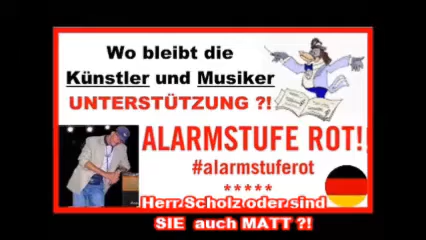 Wo bleibt die
Künstler und Musiker
UNTERSTÜTZUNG ?!
ALARMSTUFE ROT!!
#alarmstuferot
*****
Herr Scholz oder sind
SIE auch MATT ?!